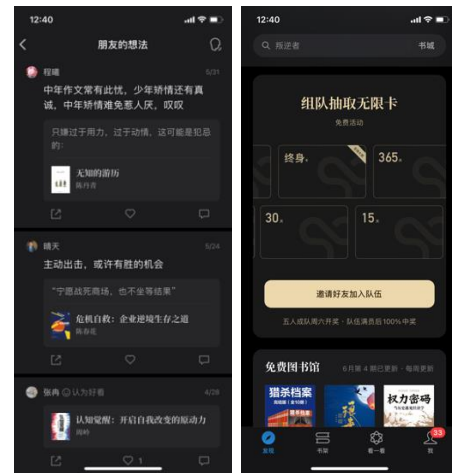 12:40
朋友的想法
程曦
5/31
中年作文常有此忧，少年矫情还有真
诚，中年矫情难免惹人厌，叹叹
只嫌过于用力，过于动情，这可能是犯忌
的：
无知的游历
陈丹青
晴天
5/24
主动出击，或许有胜的机会
“宁愿战死商场，也不坐等结果”
危机自救：企业逆境生存之道
陈春花
张冉
认为好看
4/28
认知觉醒：开启自我改变的原动力
周岭
1
12:40
叛逆者
书城
组队抽取无限卡
免费活动
终身。
365。
30。
15。
邀请好友加入队伍
五人成队周六开奖 · 队伍满员后100%中奖
免费图书馆
6月第 4 期已更新 · 每周更新
猎杀档案
权力密码
发现
书架
看一看
33
我